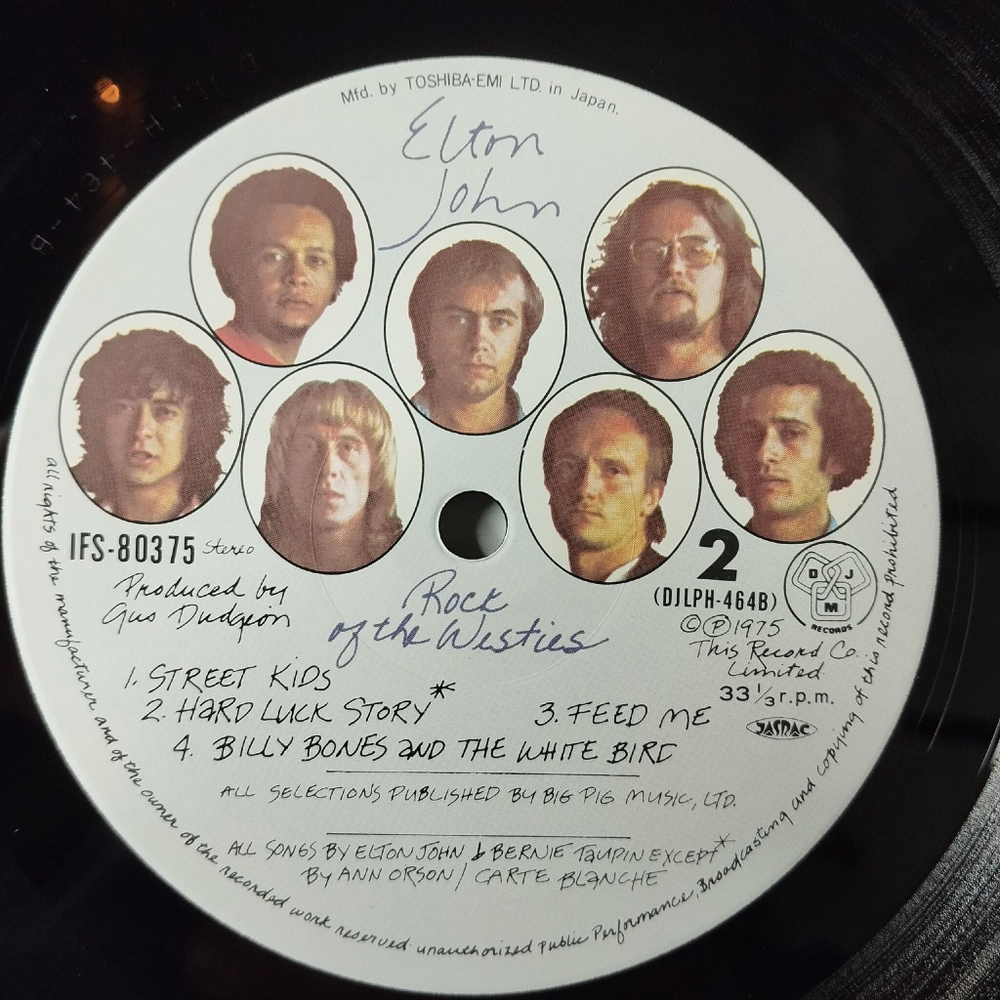 Mfd. by TOSHIBA-EMI LTD. in Japan.
Elton
John
IFS-80375 Stereo
2
(DJLPH-464B)
D J
M
RECORDS
Produced by
Gus Dudgeon
Rock
of the Westies
©℗1975
This Record Co.
Limited.
33 1/3 r.p.m.
JASRAC
1. STREET KIDS
2. HARD LUCK STORY*
3. FEED ME
4. BILLY BONES AND THE WHITE BIRD
ALL SELECTIONS PUBLISHED BY BIG PIG MUSIC, LTD.
ALL SONGS BY ELTON JOHN & BERNIE TAUPIN EXCEPT*
BY ANN ORSON / CARTE BLANCHE
all rights of the manufacturer and of the owner of the recorded work reserved. unauthorized public Performance, Broadcasting and copying of this record prohibited